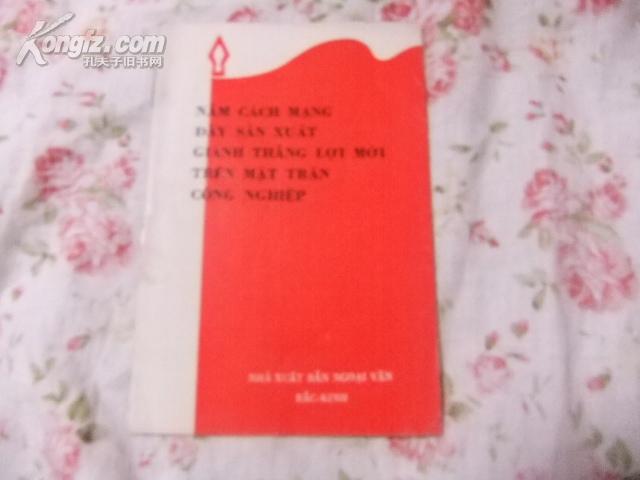 Kongfz.com
孔夫子旧书网
NẮM CÁCH MẠNG
ĐẨY SẢN XUẤT
GIÀNH THẮNG LỢI MỚI
TRÊN MẶT TRẬN
CÔNG NGHIỆP
NHÀ XUẤT BẢN NGOẠI VĂN
BẮC-KINH